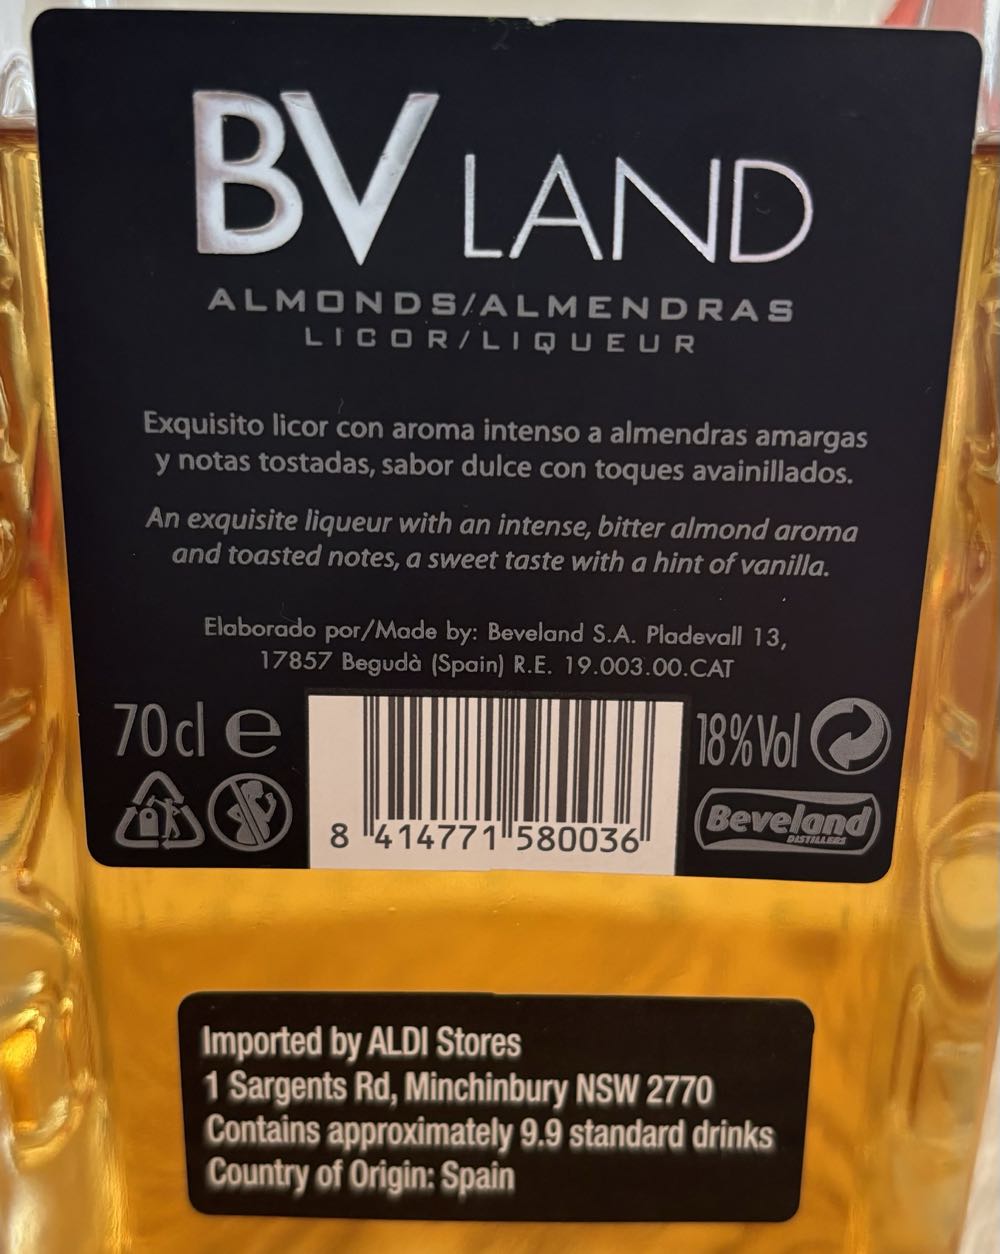 BV LAND
ALMONDS/ALMENDRAS
LICOR/LIQUEUR
Exquisito licor con aroma intenso a almendras amargas
y notas tostadas, sabor dulce con toques avainillados.
An exquisite liqueur with an intense, bitter almond aroma
and toasted notes, a sweet taste with a hint of vanilla.
Elaborado por/Made by: Beveland S.A. Pladevall 13,
17857 Begudà (Spain) R.E. 19.003.00.CAT
70cl e
18%Vol
8 414771 580036
Beveland
DISTILLERS
Imported by ALDI Stores
1 Sargents Rd, Minchinbury NSW 2770
Contains approximately 9.9 standard drinks
Country of Origin: Spain